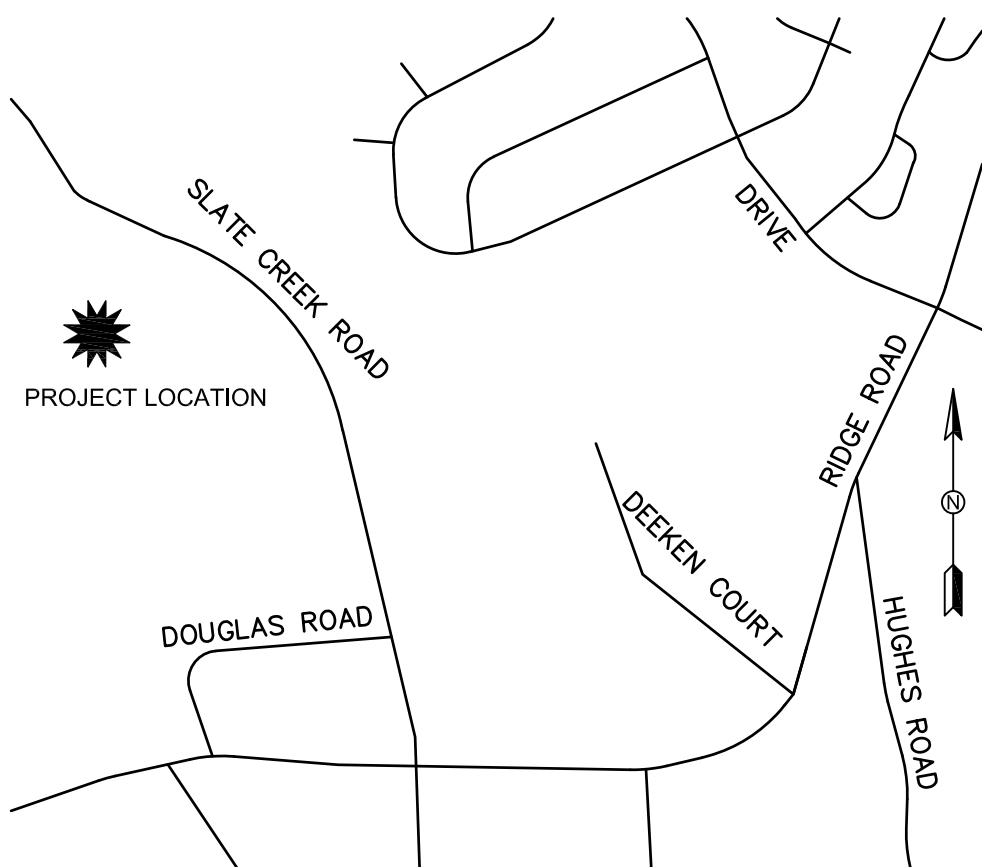 SLATE CREEK ROAD
DRIVE
PROJECT LOCATION
RIDGE ROAD
N
DEEKEN COURT
DOUGLAS ROAD
HUGHES ROAD